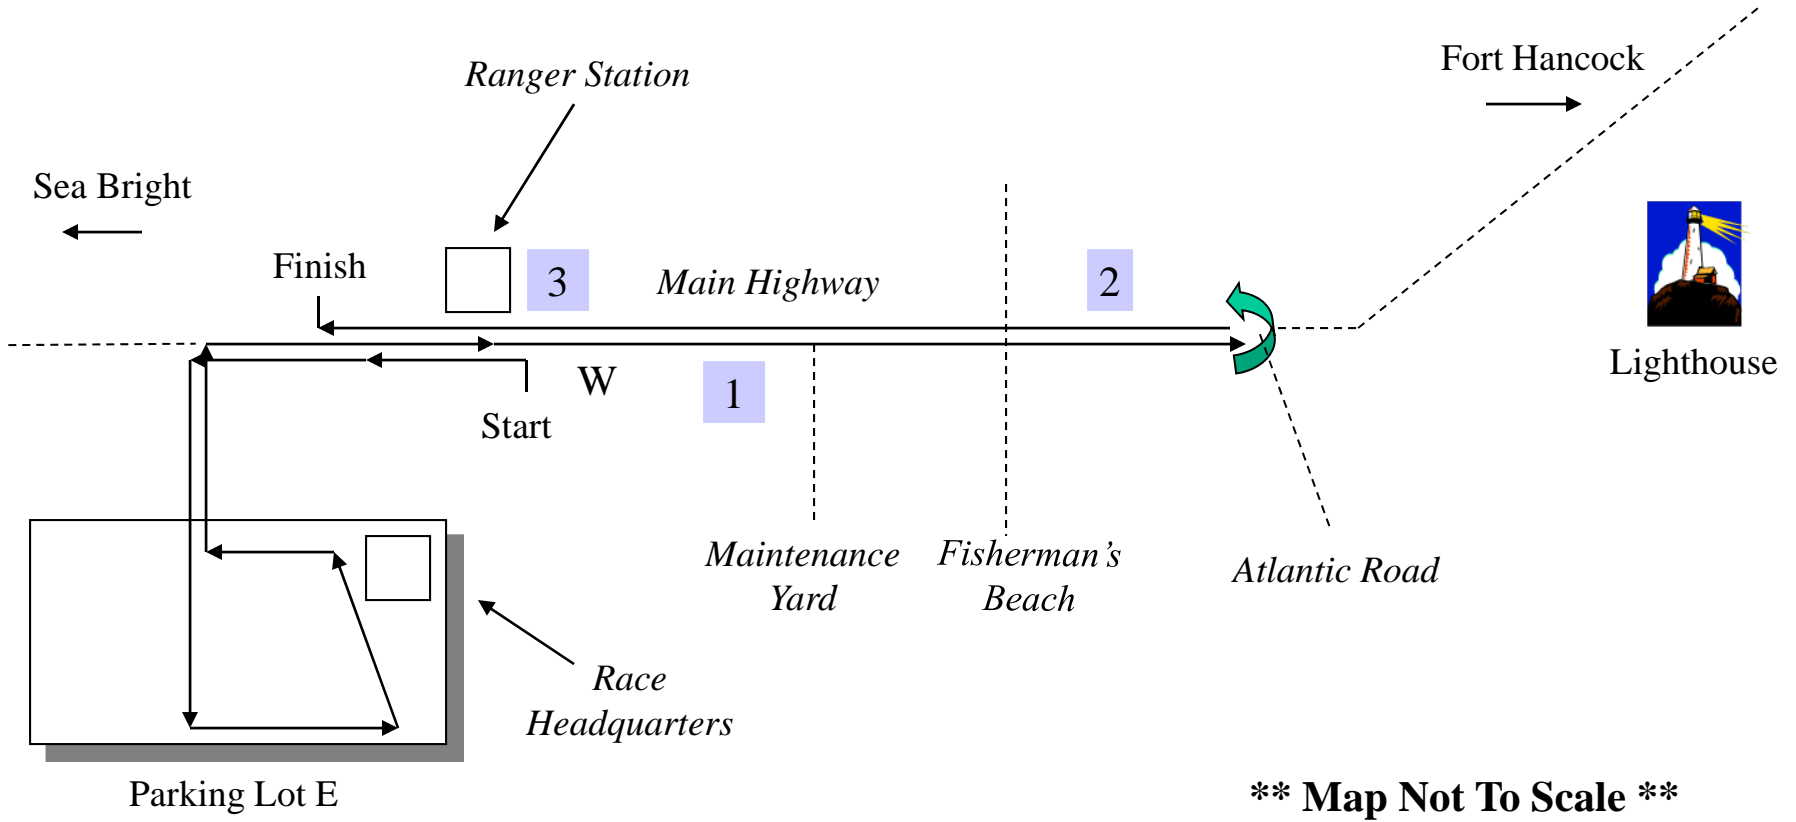 Fort Hancock
Ranger Station
Sea Bright
Finish
3
Main Highway
2
W
1
Start
Lighthouse
Maintenance
Yard
Fisherman’s
Beach
Atlantic Road
Race
Headquarters
Parking Lot E
** Map Not To Scale **